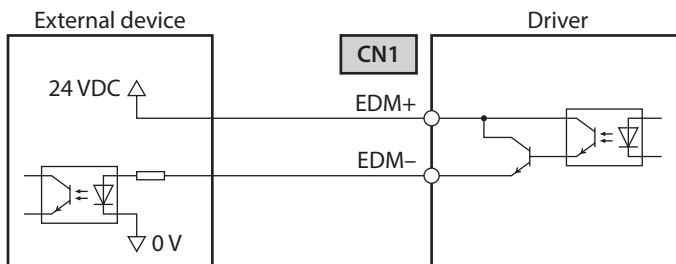 External device
Driver
CN1
24 VDC
EDM+
EDM–
0 V